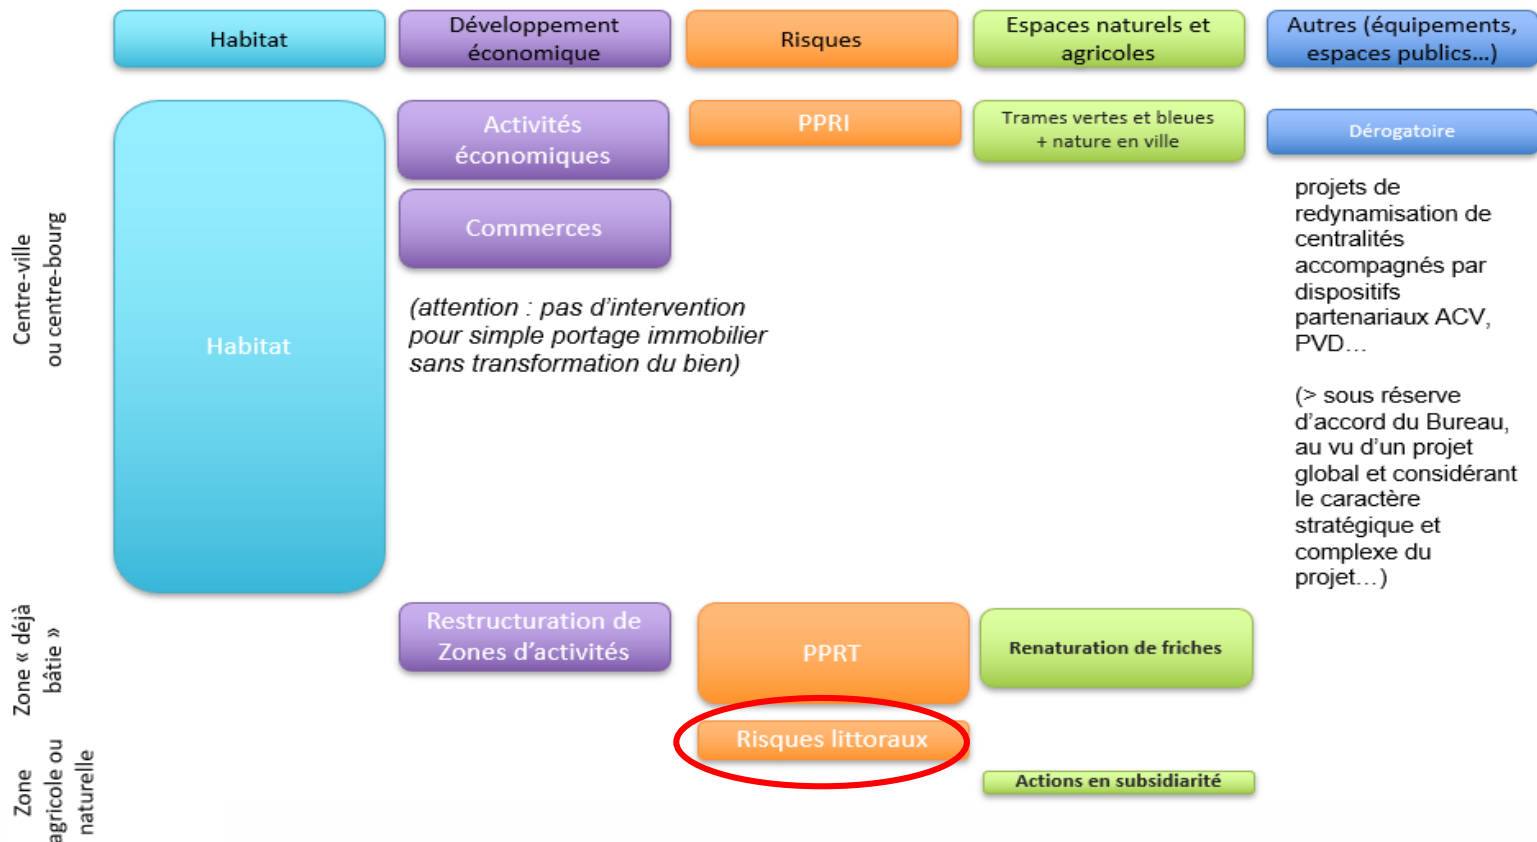 Habitat
Développement
économique
Risques
Espaces naturels et
agricoles
Autres (équipements,
espaces publics…)
Centre-ville
ou centre-bourg
Habitat
Activités
économiques
Commerces
(attention : pas d’intervention
pour simple portage immobilier
sans transformation du bien)
PPRI
Trames vertes et bleues
+ nature en ville
Dérogatoire
projets de
redynamisation de
centralités
accompagnés par
dispositifs
partenariaux ACV,
PVD…
(> sous réserve
d’accord du Bureau,
au vu d’un projet
global et considérant
le caractère
stratégique et
complexe du
projet…)
Zone « déjà
bâtie »
Restructuration de
Zones d’activités
PPRT
Renaturation de friches
Risques littoraux
Zone
agricole ou
naturelle
Actions en subsidiarité